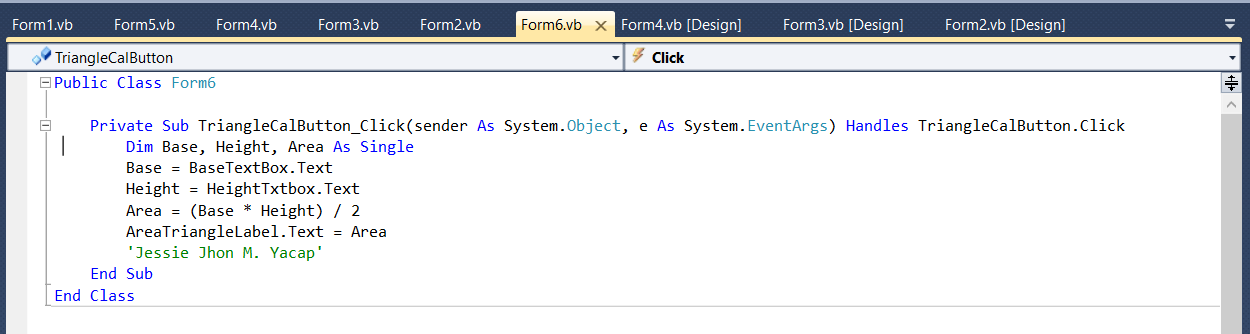 Form1.vb Form5.vb Form4.vb Form3.vb Form2.vb Form6.vb Form4.vb [Design] Form3.vb [Design] Form2.vb [Design]
TriangleCalButton Click
Public Class Form6
Private Sub TriangleCalButton_Click(sender As System.Object, e As System.EventArgs) Handles TriangleCalButton.Click
Dim Base, Height, Area As Single
Base = BaseTextBox.Text
Height = HeightTxtbox.Text
Area = (Base * Height) / 2
AreaTriangleLabel.Text = Area
'Jessie Jhon M. Yacap'
End Sub
End Class